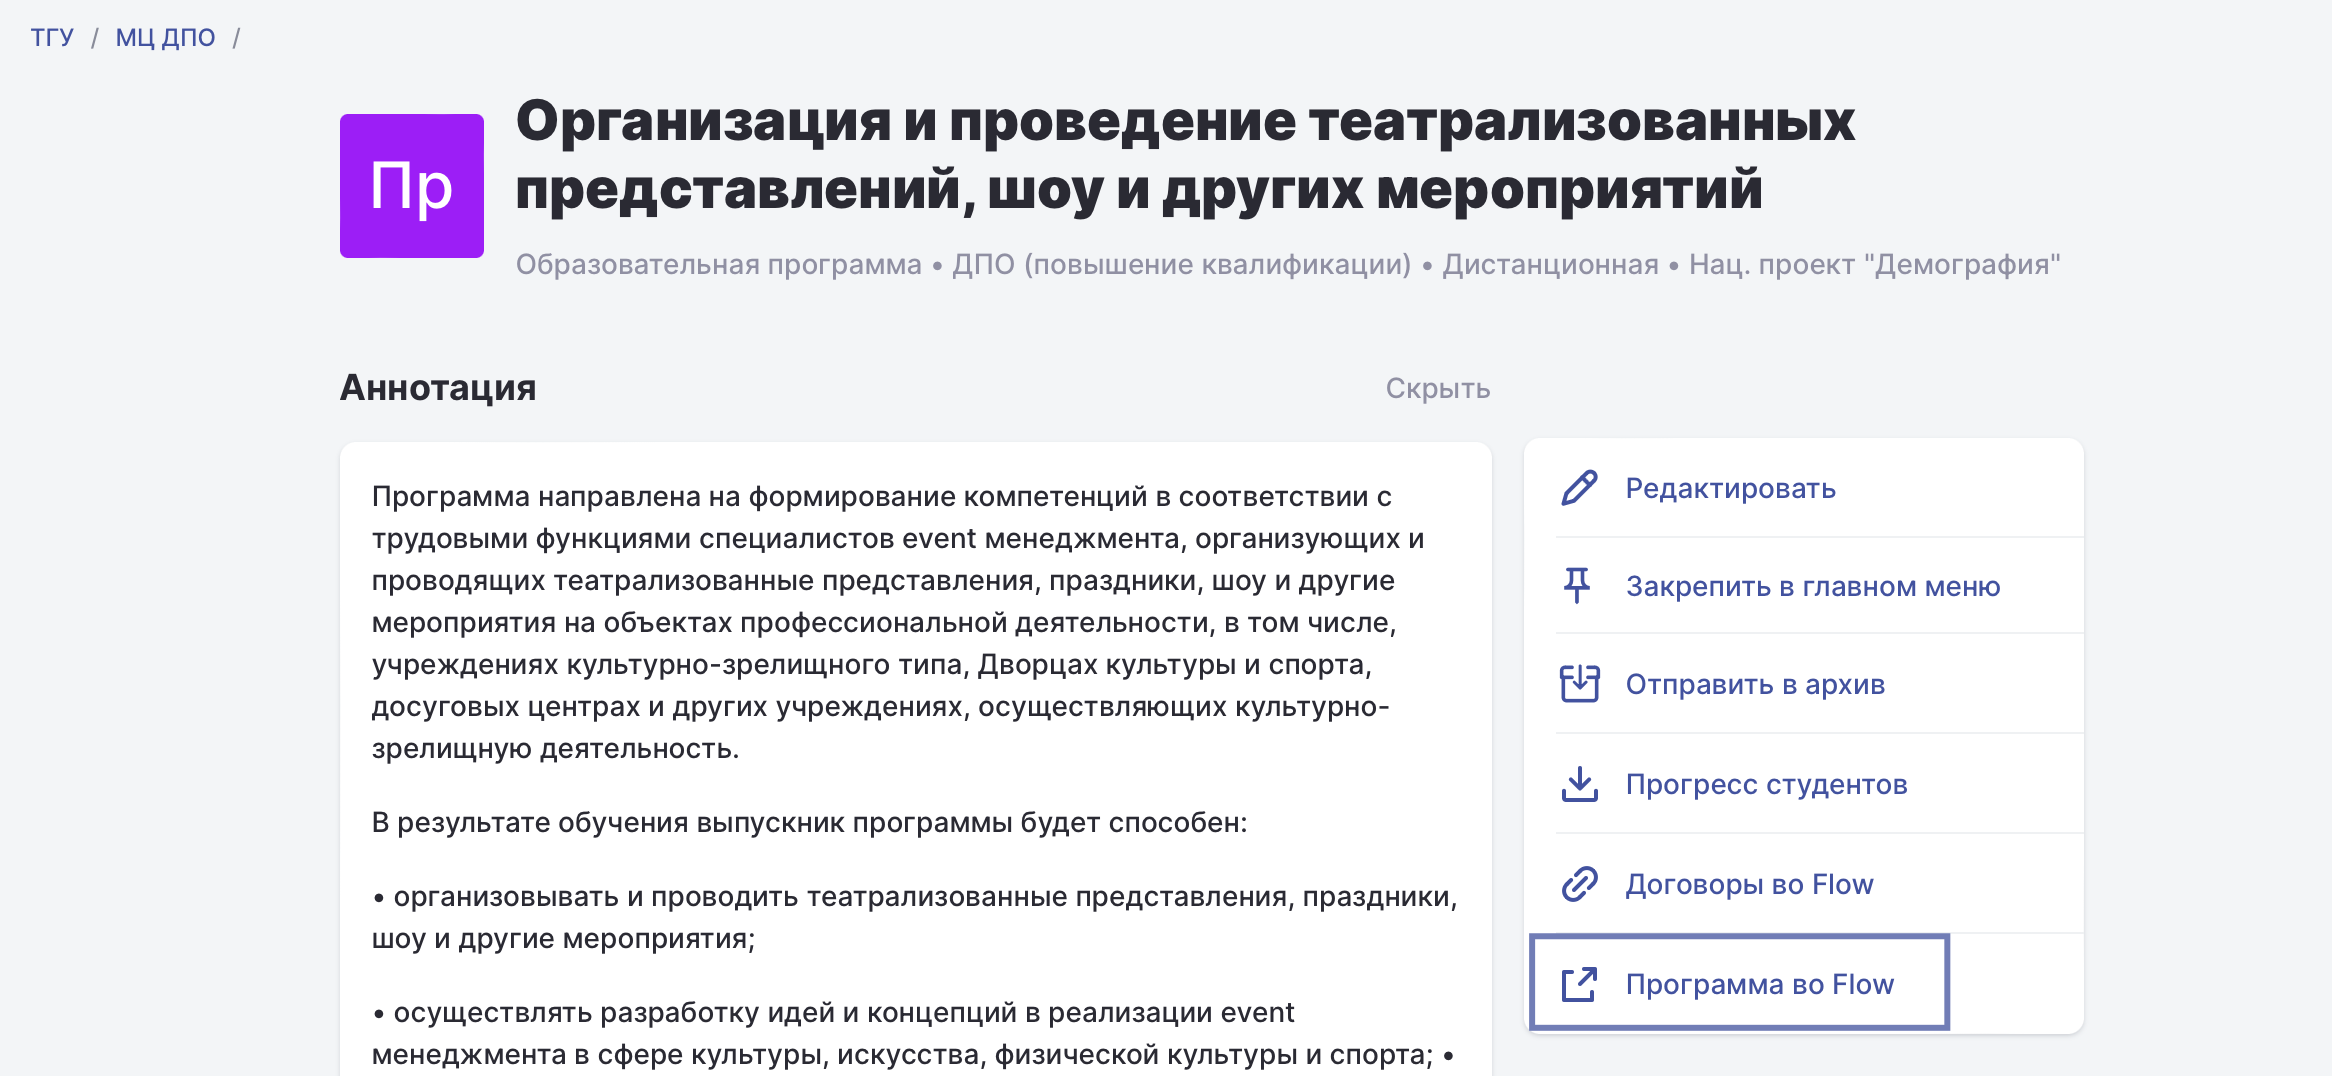 ТГУ / МЦ ДПО /
Пр
Организация и проведение театрализованных
представлений, шоу и других мероприятий
Образовательная программа • ДПО (повышение квалификации) • Дистанционная • Нац. проект "Демография"
Аннотация
Скрыть
Программа направлена на формирование компетенций в соответствии с
трудовыми функциями специалистов event менеджмента, организующих и
проводящих театрализованные представления, праздники, шоу и другие
мероприятия на объектах профессиональной деятельности, в том числе,
учреждениях культурно-зрелищного типа, Дворцах культуры и спорта,
досуговых центрах и других учреждениях, осуществляющих культурно-
зрелищную деятельность.
В результате обучения выпускник программы будет способен:
• организовывать и проводить театрализованные представления, праздники,
шоу и другие мероприятия;
• осуществлять разработку идей и концепций в реализации event
менеджмента в сфере культуры, искусства, физической культуры и спорта; •
Редактировать
Закрепить в главном меню
Отправить в архив
Прогресс студентов
Договоры во Flow
Программа во Flow